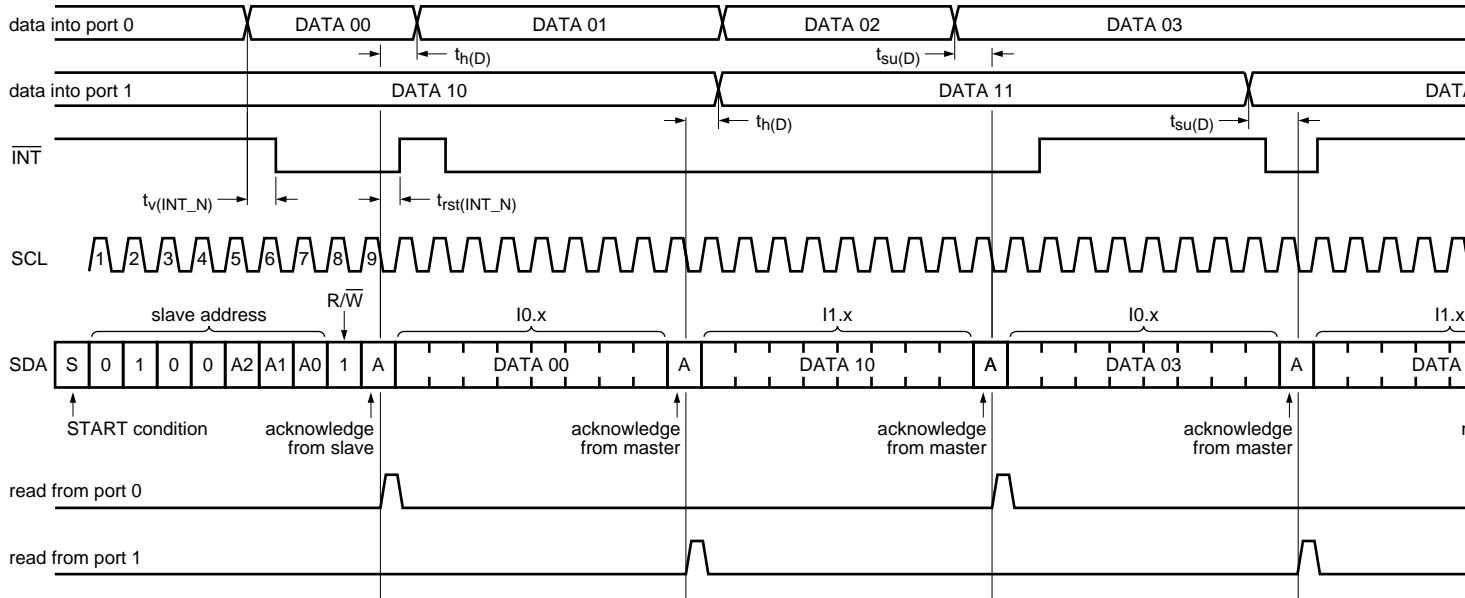 data into port 0 DATA 00 DATA 01 DATA 02 DATA 03
th(D) tsu(D)
data into port 1 DATA 10 DATA 11 DATA
th(D) tsu(D)
INT
tv(INT_N) trst(INT_N)
SCL 1 2 3 4 5 6 7 8 9
R/W
slave address I0.x I1.x I0.x I1.x
SDA S 0 1 0 0 A2 A1 A0 1 A DATA 00 A DATA 10 A DATA 03 A DATA
START condition acknowledge from slave acknowledge from master acknowledge from master acknowledge from master
read from port 0
read from port 1